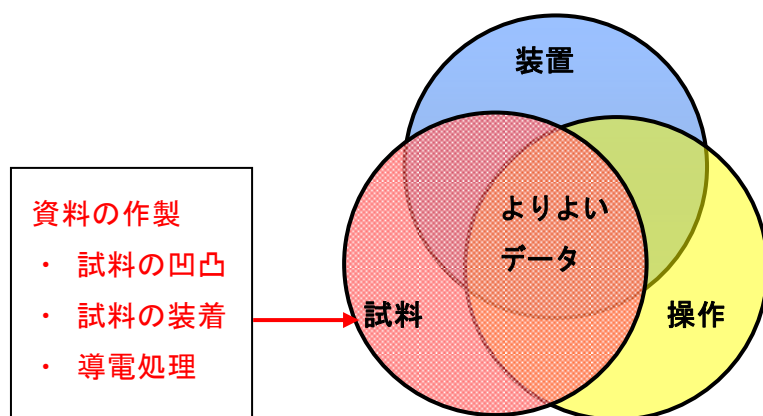 装置
資料の作製
・ 試料の凹凸
・ 試料の装着
・ 導電処理
よりよい
データ
試料
操作